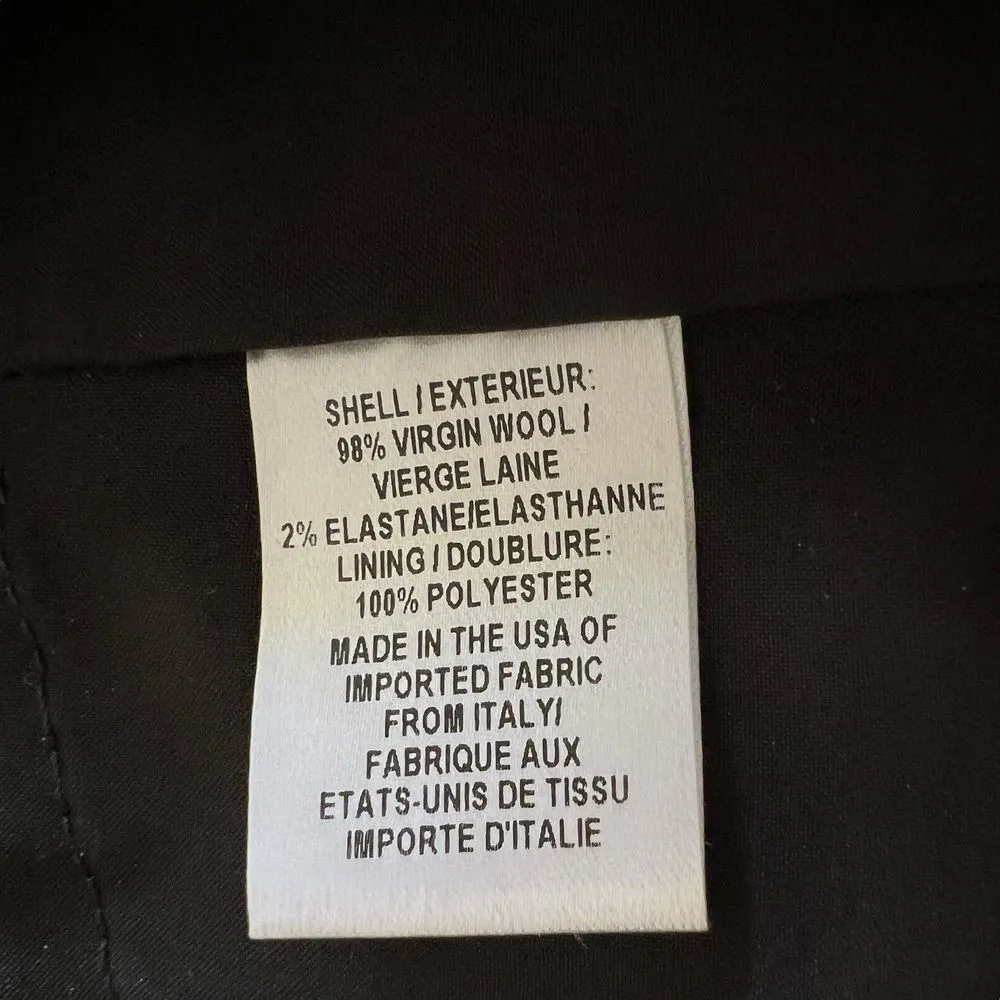 SHELL / EXTERIEUR:
98% VIRGIN WOOL /
VIERGE LAINE
2% ELASTANE/ELASTHANNE
LINING / DOUBLURE:
100% POLYESTER
MADE IN THE USA OF
IMPORTED FABRIC
FROM ITALY/
FABRIQUE AUX
ETATS-UNIS DE TISSU
IMPORTE D'ITALIE